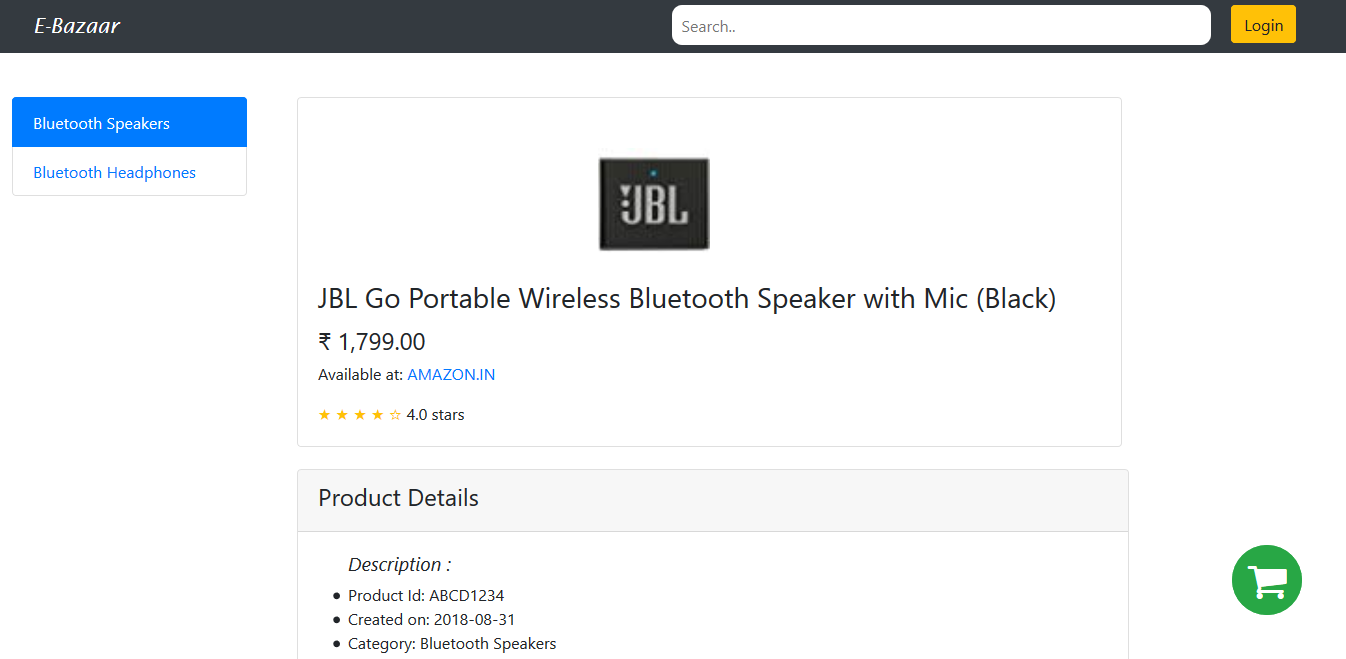 E-Bazaar
Search..
Login
Bluetooth Speakers
Bluetooth Headphones
JBL
JBL Go Portable Wireless Bluetooth Speaker with Mic (Black)
₹ 1,799.00
Available at: AMAZON.IN
★ ★ ★ ★ ☆ 4.0 stars
Product Details
Description :
● Product Id: ABCD1234
● Created on: 2018-08-31
● Category: Bluetooth Speakers